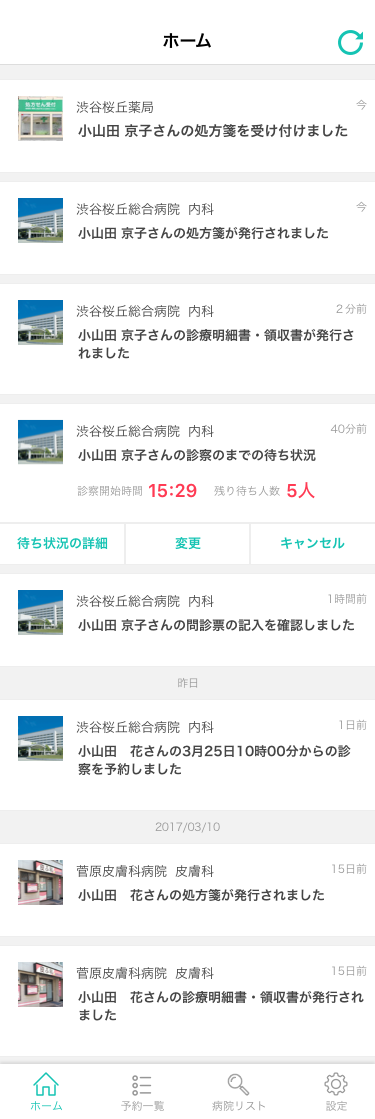 ホーム
処方せん受付
渋谷桜丘薬局
今
小山田 京子さんの処方箋を受け付けました
渋谷桜丘総合病院 内科
今
小山田 京子さんの処方箋が発行されました
渋谷桜丘総合病院 内科
2分前
小山田 京子さんの診療明細書・領収書が発行さ
れました
渋谷桜丘総合病院 内科
40分前
小山田 京子さんの診察のまでの待ち状況
診察開始時間 15:29 残り待ち人数 5人
待ち状況の詳細 変更 キャンセル
渋谷桜丘総合病院 内科
1時間前
小山田 京子さんの問診票の記入を確認しました
昨日
渋谷桜丘総合病院 内科
1日前
小山田　花さんの3月25日10時00分からの診
察を予約しました
2017/03/10
菅原皮膚科病院 皮膚科
15日前
小山田　花さんの処方箋が発行されました
菅原皮膚科病院 皮膚科
15日前
小山田　花さんの診療明細書・領収書が発行され
ました
ホーム 予約一覧 病院リスト 設定